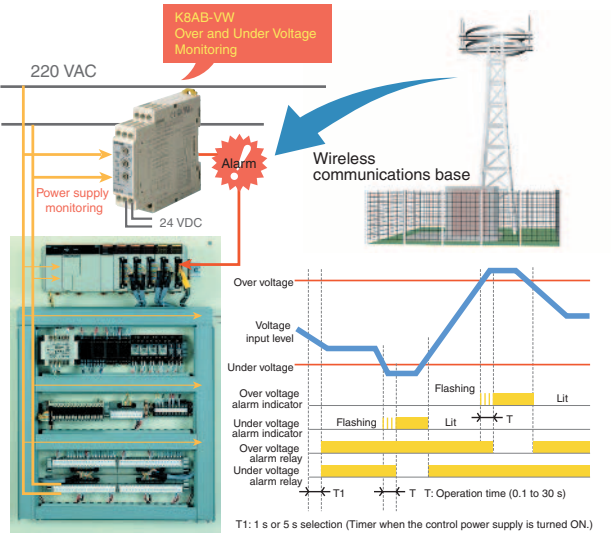 K8AB-VW
Over and Under Voltage
Monitoring
220 VAC
Alarm
Wireless
communications base
Power supply
monitoring
24 VDC
Over voltage
Voltage
input level
Under voltage
Over voltage
alarm indicator
Flashing
Lit
T
Under voltage
alarm indicator
Flashing
Lit
Over voltage
alarm relay
Under voltage
alarm relay
T1
T
T: Operation time (0.1 to 30 s)
T1: 1 s or 5 s selection (Timer when the control power supply is turned ON.)